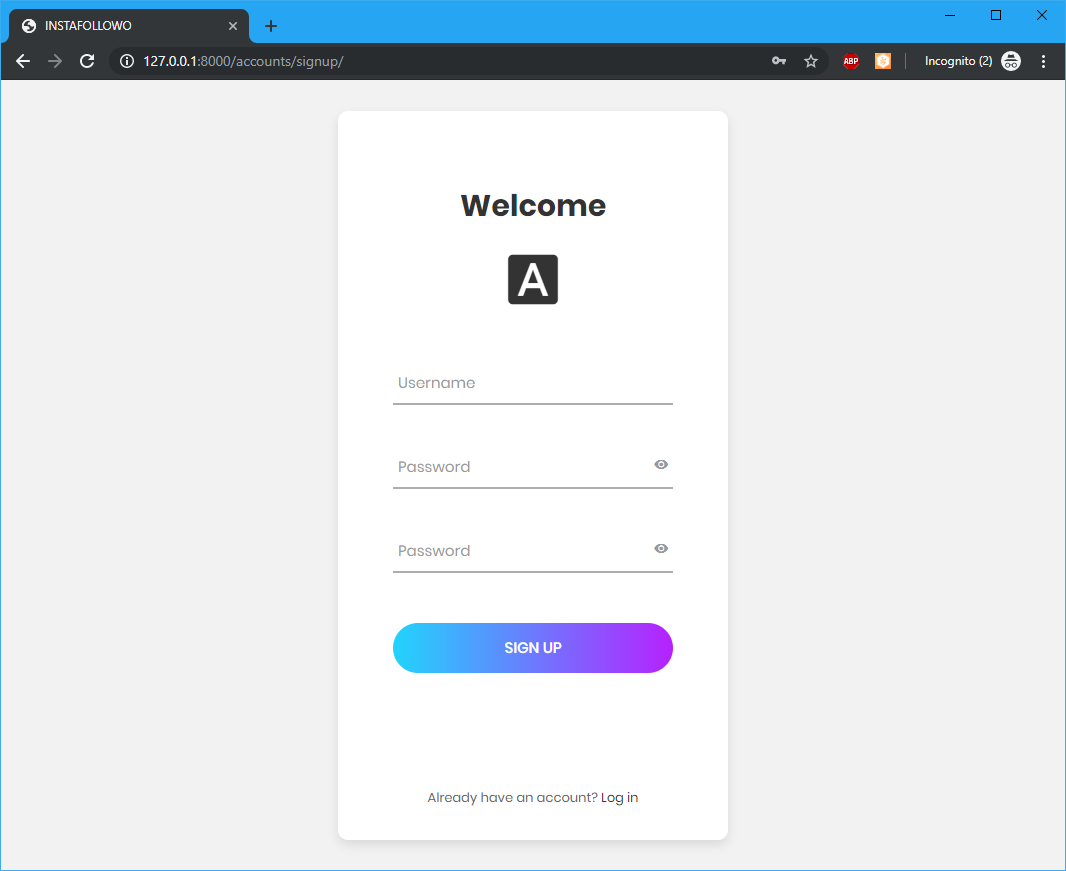 INSTAFOLLOWO
127.0.0.1:8000/accounts/signup/
ABP
Incognito (2)
Welcome
A
Username
Password
Password
SIGN UP
Already have an account? Log in